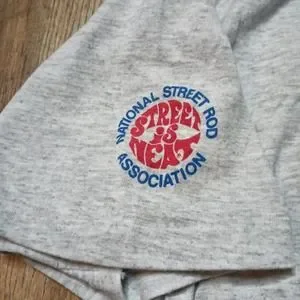 NATIONAL STREET ROD
STREET
IS
NEAT
ASSOCIATION